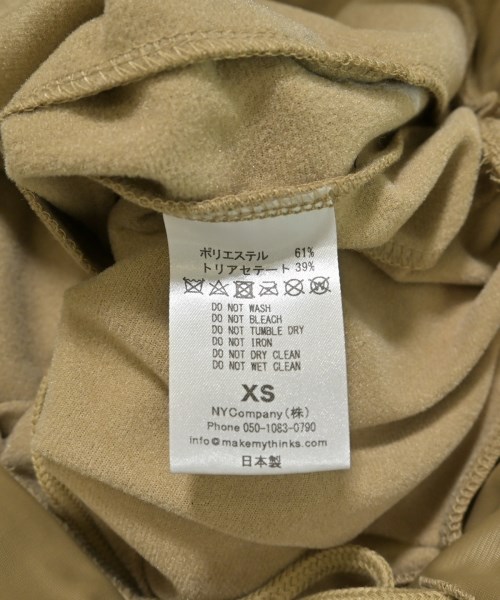 ポリエステル 61%
トリアセテート 39%
DO NOT WASH
DO NOT BLEACH
DO NOT TUMBLE DRY
DO NOT IRON
DO NOT DRY CLEAN
DO NOT WET CLEAN
XS
NYCompany (株)
Phone 050-1083-0790
info@makemythinks.com
日本製